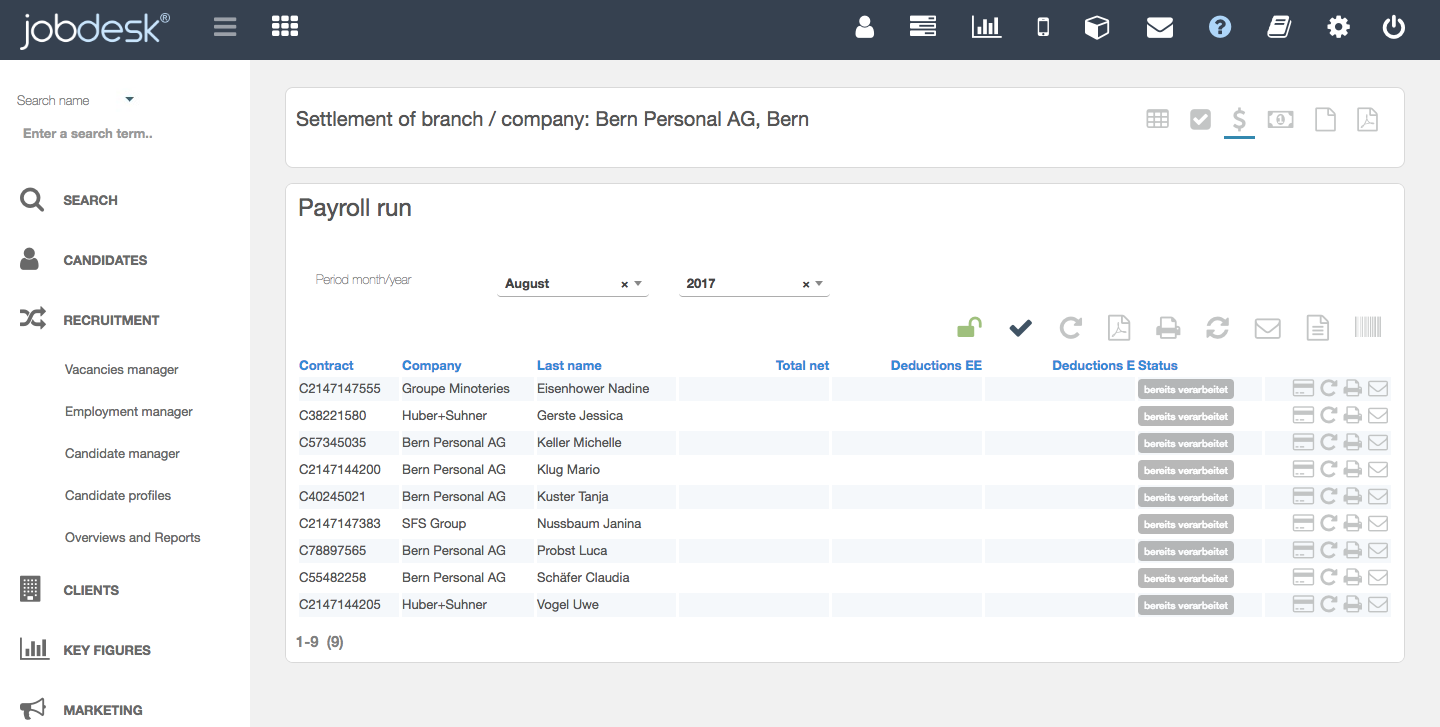 jobdesk®
Search name
Enter a search term..
SEARCH
CANDIDATES
RECRUITMENT
Vacancies manager
Employment manager
Candidate manager
Candidate profiles
Overviews and Reports
CLIENTS
KEY FIGURES
MARKETING
Settlement of branch / company: Bern Personal AG, Bern
Payroll run
Period month/year August × 2017 ×
Contract Company Last name Total net Deductions EE Deductions E Status
C2147147555 Groupe Minoteries Eisenhower Nadine bereits verarbeitet
C38221580 Huber+Suhner Gerste Jessica bereits verarbeitet
C57345035 Bern Personal AG Keller Michelle bereits verarbeitet
C2147144200 Bern Personal AG Klug Mario bereits verarbeitet
C40245021 Bern Personal AG Kuster Tanja bereits verarbeitet
C2147147383 SFS Group Nussbaum Janina bereits verarbeitet
C78897565 Bern Personal AG Probst Luca bereits verarbeitet
C55482258 Bern Personal AG Schäfer Claudia bereits verarbeitet
C2147144205 Huber+Suhner Vogel Uwe bereits verarbeitet
1-9 (9)